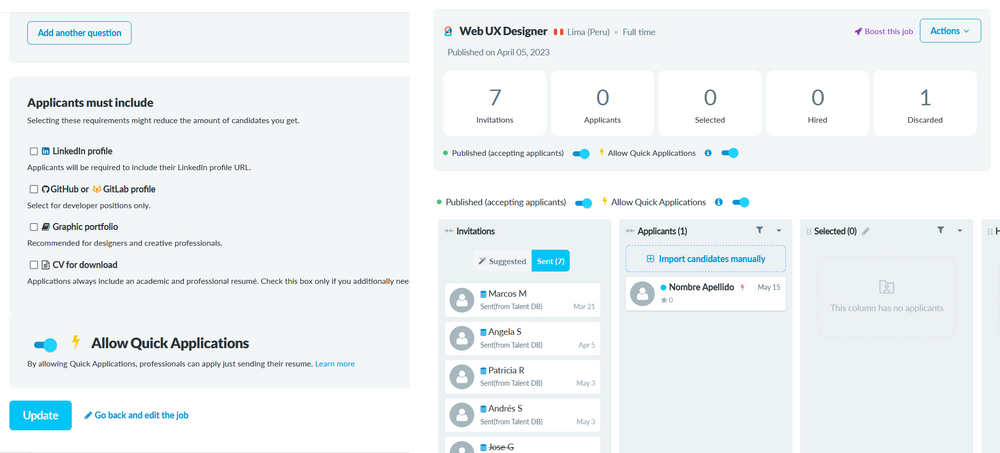 Add another question
Applicants must include
Selecting these requirements might reduce the amount of candidates you get.
LinkedIn profile
Applicants will be required to include their LinkedIn profile URL.
GitHub or GitLab profile
Select for developer positions only.
Graphic portfolio
Recommended for designers and creative professionals.
CV for download
Applications always include an academic and professional resumé. Check this box only if you additionally nee
Allow Quick Applications
By allowing Quick Applications, professionals can apply just sending their resume. Learn more
Update
Go back and edit the job
Web UX Designer Lima (Peru) Full time
Boost this job
Actions
Published on April 05, 2023
7 0 0 0 1
Invitations Applicants Selected Hired Discarded
Published (accepting applicants) Allow Quick Applications
Published (accepting applicants) Allow Quick Applications
Invitations
Suggested Sent (7)
Marcos M
Sent(from Talent DB) Mar 21
Angela S
Sent(from Talent DB) Apr 5
Patricia R
Sent(from Talent DB) May 3
Andrés S
Sent(from Talent DB) May 3
Jose G
Applicants (1)
Import candidates manually
Nombre Apellido May 15
0
Selected (0)
This column has no applicants
H